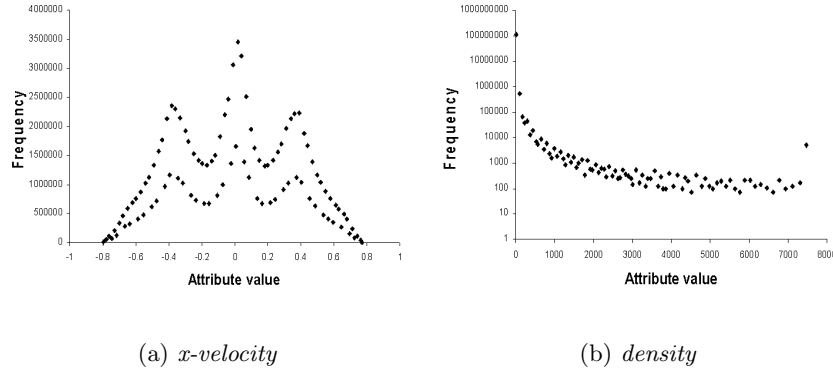 4000000
3500000
3000000
2500000
2000000
1500000
1000000
500000
0
Frequency
-1 -0.8 -0.6 -0.4 -0.2 0 0.2 0.4 0.6 0.8 1
Attribute value
(a) x-velocity
1000000000
100000000
10000000
1000000
100000
10000
1000
100
10
1
Frequency
0 1000 2000 3000 4000 5000 6000 7000 8000
Attribute value
(b) density